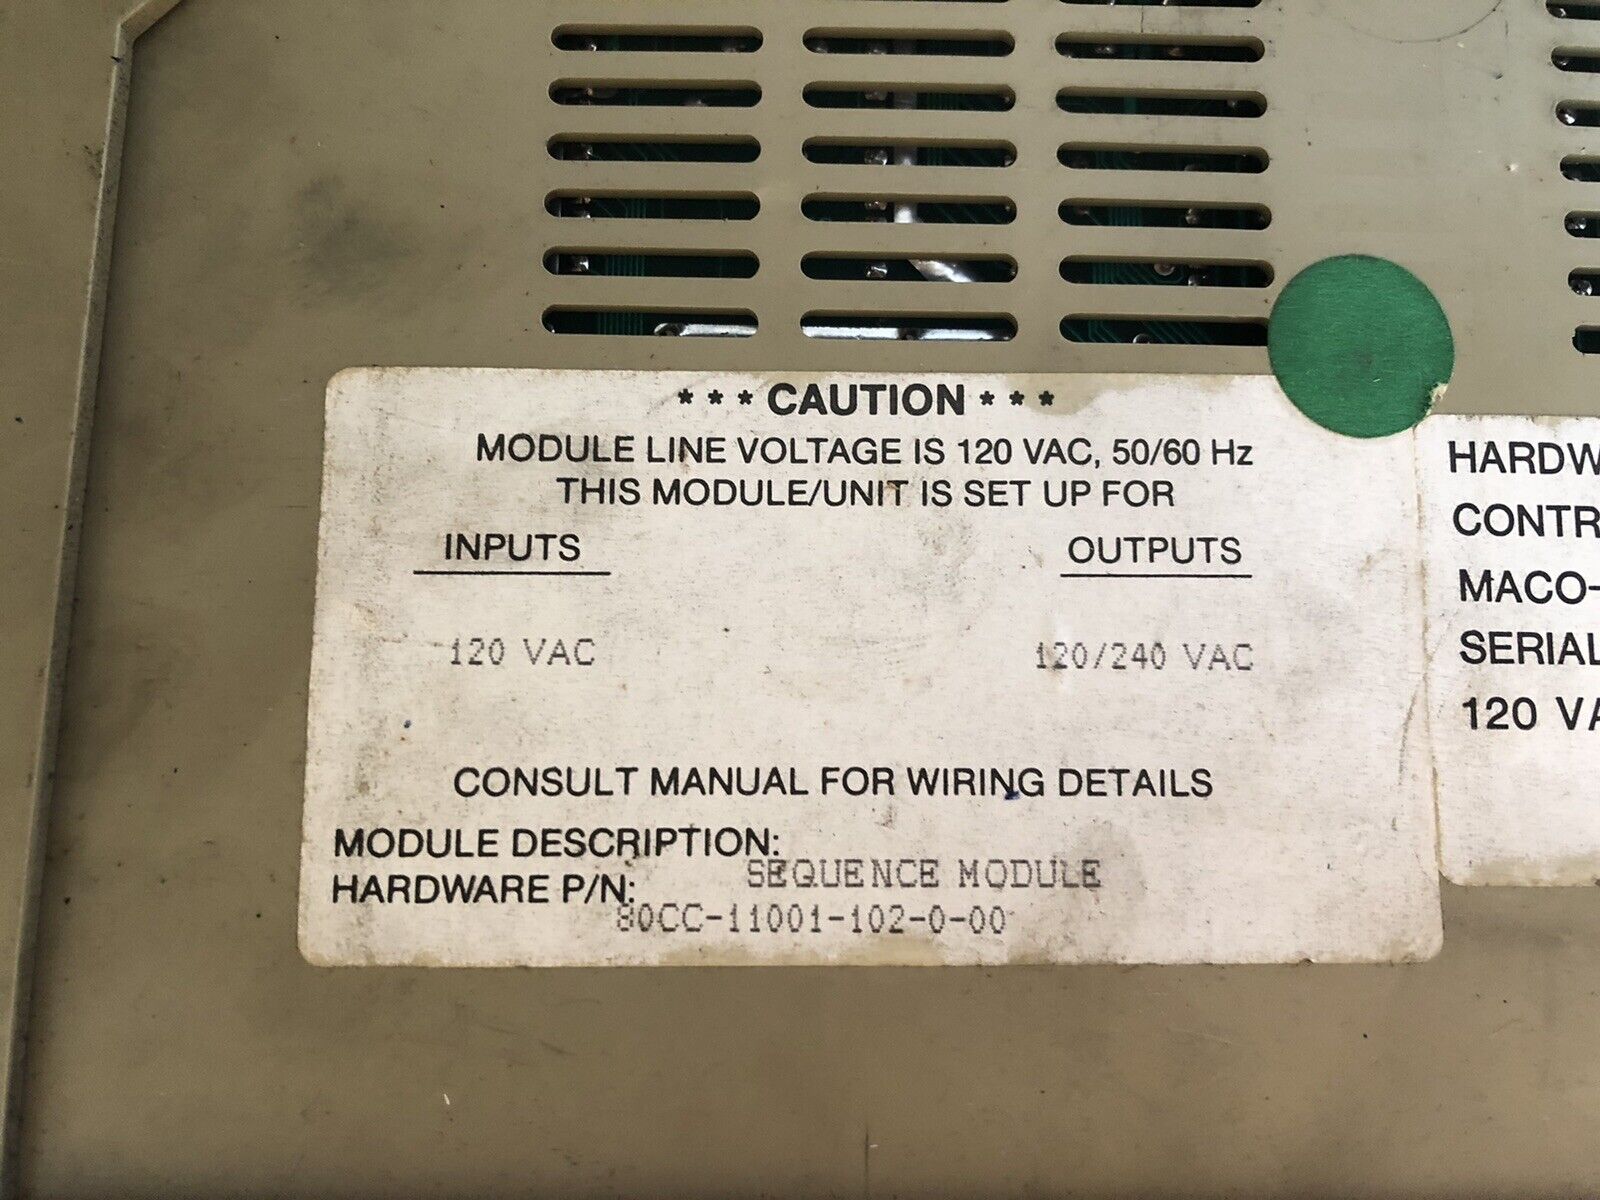 * * * CAUTION * * *
MODULE LINE VOLTAGE IS 120 VAC, 50/60 Hz
THIS MODULE/UNIT IS SET UP FOR
INPUTS OUTPUTS
120 VAC 120/240 VAC
CONSULT MANUAL FOR WIRING DETAILS
MODULE DESCRIPTION:
SEQUENCE MODULE
HARDWARE P/N:
80CC-11001-102-0-00
HARDW
CONTR
MACO-
SERIAL
120 VA